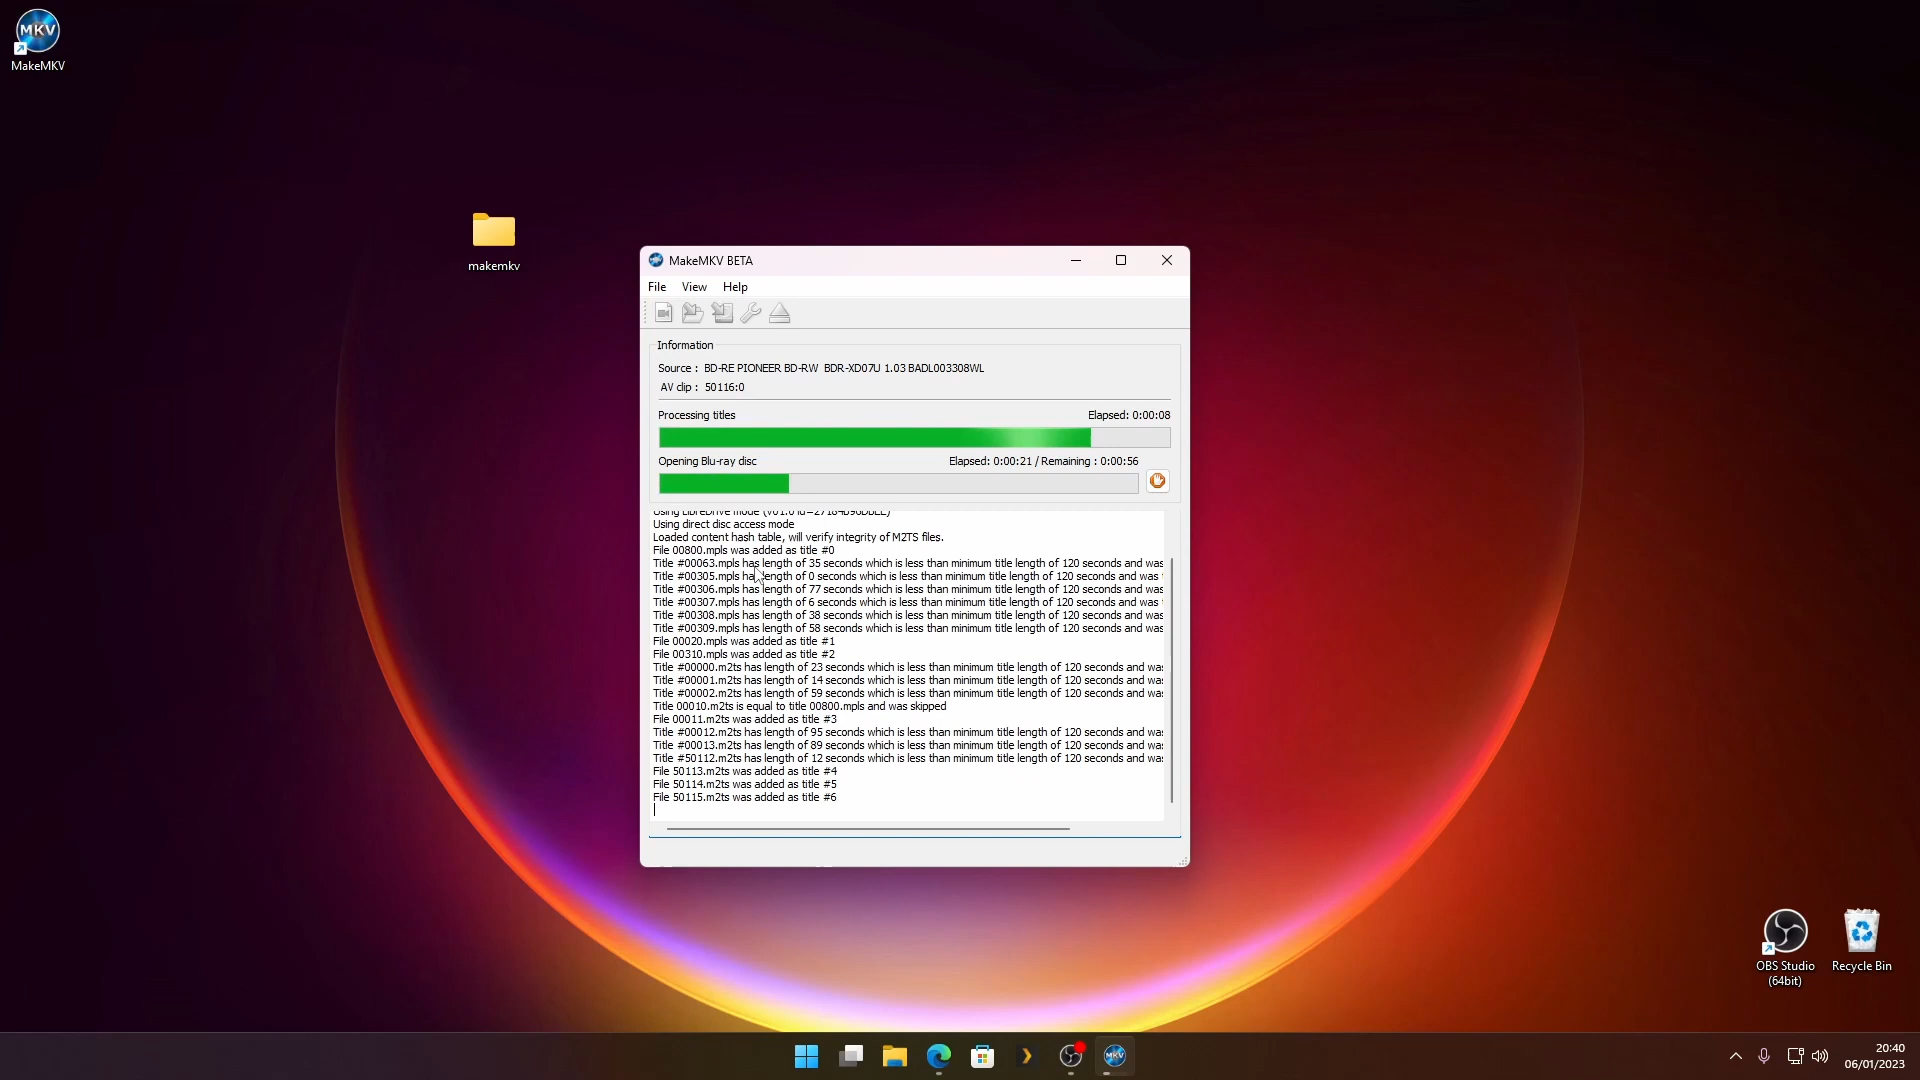 MKV
MakeMKV
makemkv
MakeMKV BETA
File View Help
Information
Source : BD-RE PIONEER BD-RW BDR-XD07U 1.03 BADL003308WL
AV clip : 50116:0
Processing titles Elapsed: 0:00:08
Opening Blu-ray disc Elapsed: 0:00:21 / Remaining : 0:00:56
Using LibreDrive mode
Using direct disc access mode
Loaded content hash table, will verify integrity of M2TS files.
File 00800.mpls was added as title #0
Title #00063.mpls has length of 35 seconds which is less than minimum title length of 120 seconds and was
Title #00305.mpls has length of 0 seconds which is less than minimum title length of 120 seconds and was
Title #00306.mpls has length of 77 seconds which is less than minimum title length of 120 seconds and was
Title #00307.mpls has length of 6 seconds which is less than minimum title length of 120 seconds and was
Title #00308.mpls has length of 38 seconds which is less than minimum title length of 120 seconds and was
Title #00309.mpls has length of 58 seconds which is less than minimum title length of 120 seconds and was
File 00020.mpls was added as title #1
File 00310.mpls was added as title #2
Title #00000.m2ts has length of 23 seconds which is less than minimum title length of 120 seconds and was
Title #00001.m2ts has length of 14 seconds which is less than minimum title length of 120 seconds and was
Title #00002.m2ts has length of 59 seconds which is less than minimum title length of 120 seconds and was
Title 00010.m2ts is equal to title 00800.mpls and was skipped
File 00011.m2ts was added as title #3
Title #00012.m2ts has length of 95 seconds which is less than minimum title length of 120 seconds and was
Title #00013.m2ts has length of 89 seconds which is less than minimum title length of 120 seconds and was
Title #50112.m2ts has length of 12 seconds which is less than minimum title length of 120 seconds and was
File 50113.m2ts was added as title #4
File 50114.m2ts was added as title #5
File 50115.m2ts was added as title #6
OBS Studio
(64bit)
Recycle Bin
MKV
20:40
06/01/2023